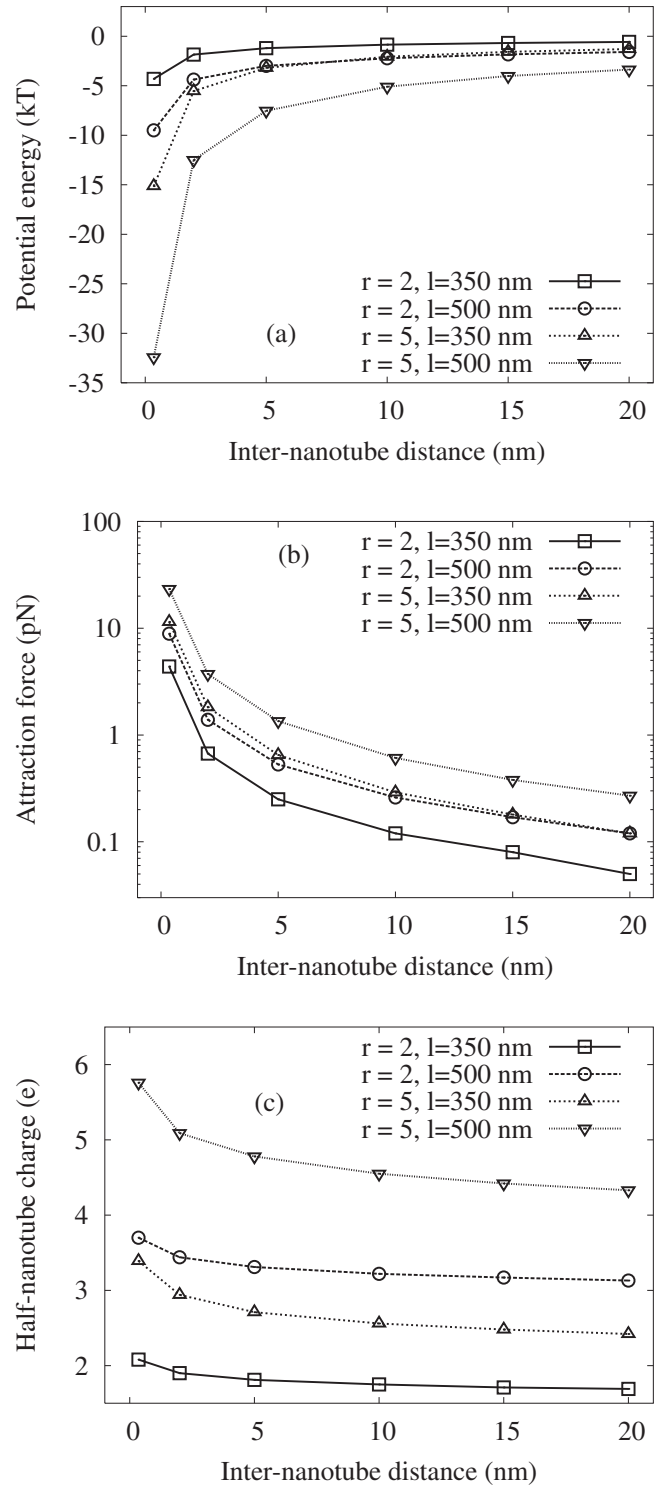 0
-5
-10
-15
-20
-25
-30
-35
Potential energy (kT)
r = 2, l=350 nm
r = 2, l=500 nm
r = 5, l=350 nm
r = 5, l=500 nm
(a)
0 5 10 15 20
Inter-nanotube distance (nm)
100
10
1
0.1
Attraction force (pN)
(b)
r = 2, l=350 nm
r = 2, l=500 nm
r = 5, l=350 nm
r = 5, l=500 nm
0 5 10 15 20
Inter-nanotube distance (nm)
6
5
4
3
2
Half-nanotube charge (e)
r = 2, l=350 nm
r = 2, l=500 nm
r = 5, l=350 nm
r = 5, l=500 nm
(c)
0 5 10 15 20
Inter-nanotube distance (nm)